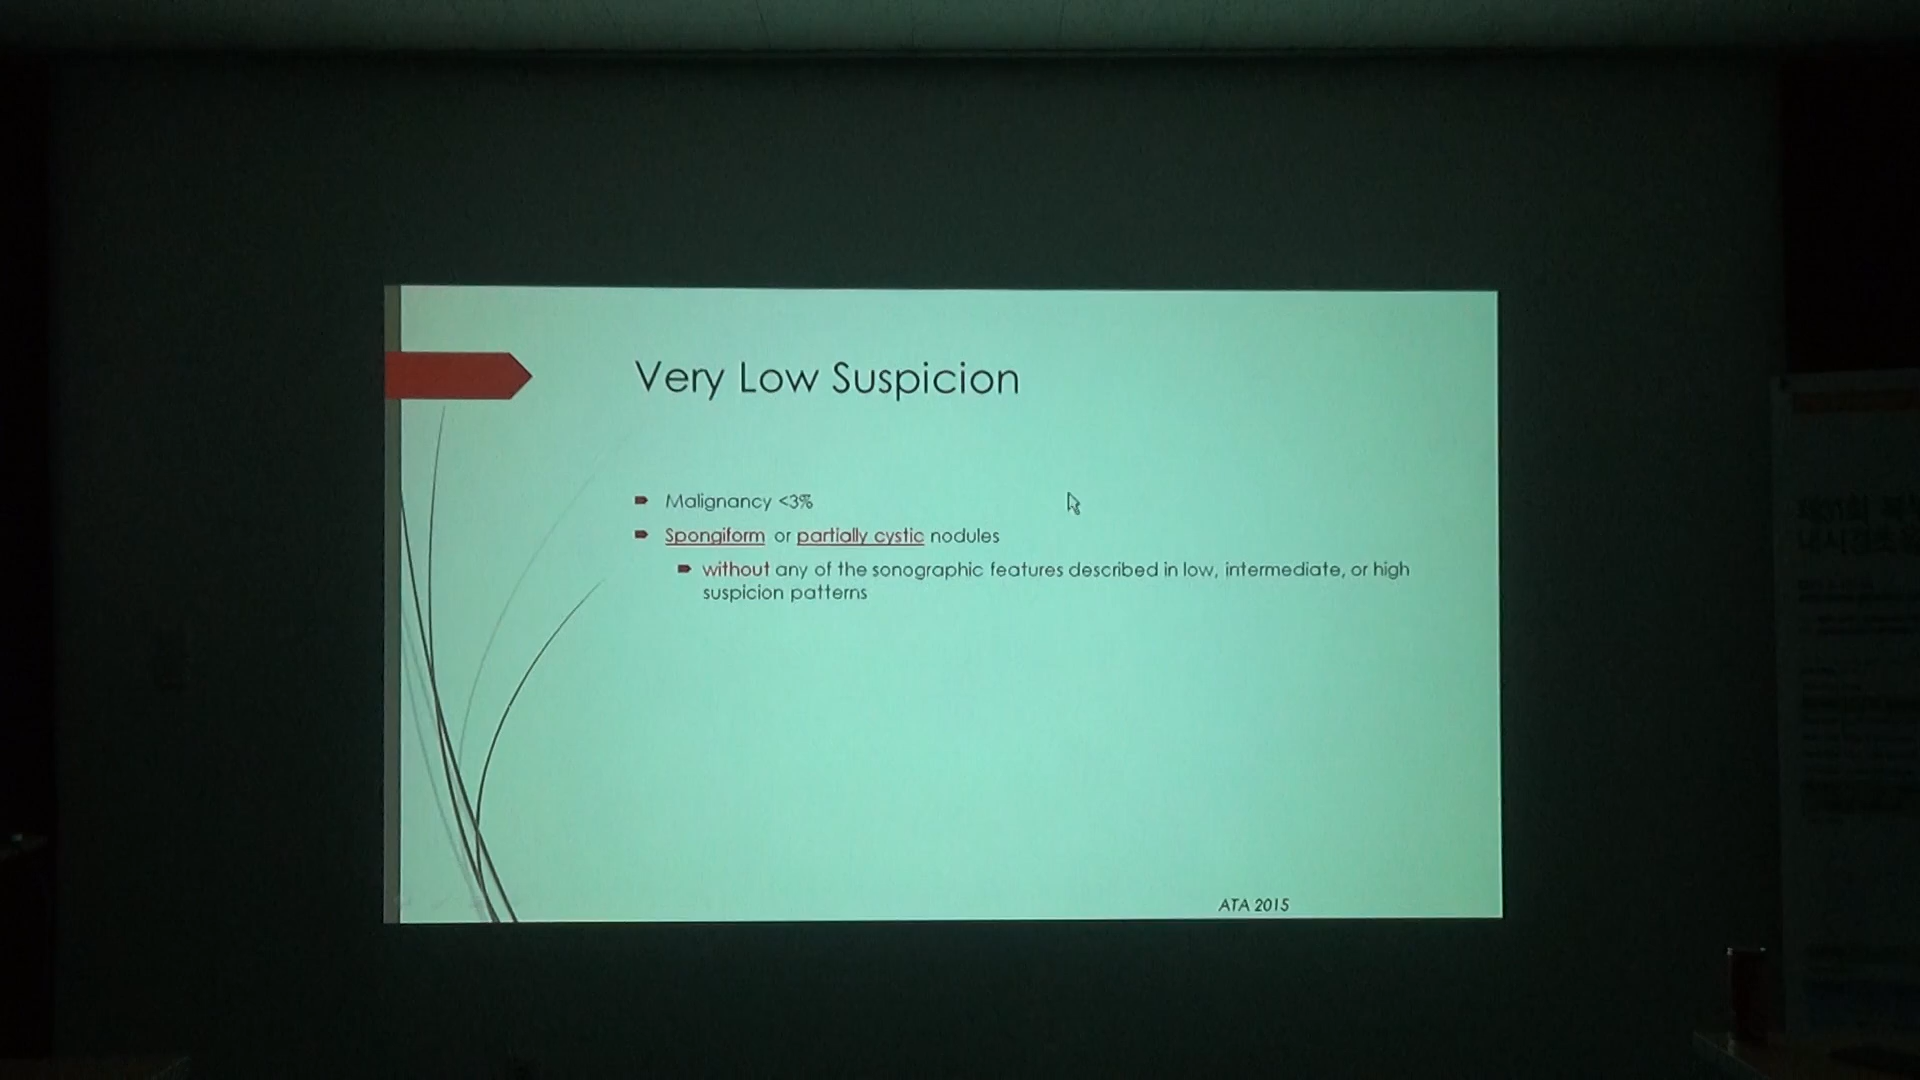 Very Low Suspicion
Malignancy <3%
Spongiform or partially cystic nodules
without any of the sonographic features described in low, intermediate, or high
suspicion patterns
ATA 2015